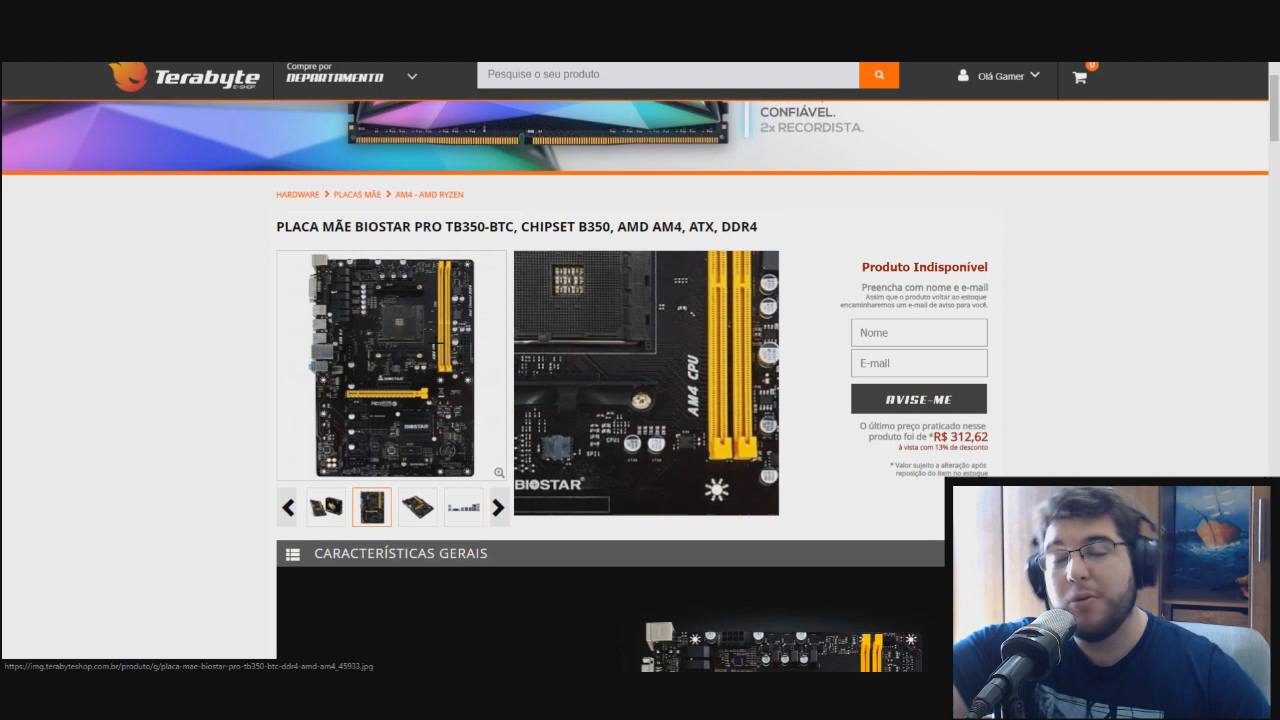 Terabyte
E-SHOP
Compre por
DEPARTAMENTO
Pesquise o seu produto
Olá Gamer
0
CONFIÁVEL.
2x RECORDISTA.
HARDWARE > PLACAS MÃE > AM4 - AMD RYZEN
PLACA MÃE BIOSTAR PRO TB350-BTC, CHIPSET B350, AMD AM4, ATX, DDR4
Produto Indisponível
Preencha com nome e e-mail
Assim que o produto voltar ao estoque
encaminharemos um e-mail de aviso para você.
Nome
E-mail
AVISE-ME
O último preço praticado nesse
produto foi de *R$ 312,62
à vista com 13% de desconto
* Valor sujeito a alteração após
reposição do item no estoque
AM4 CPU
BIOSTAR
BIOSTAR
BIOSTAR
CARACTERÍSTICAS GERAIS
https://img.terabyteshop.com.br/produto/g/placa-mae-biostar-pro-tb350-btc-ddr4-amd-am4_45933.jpg